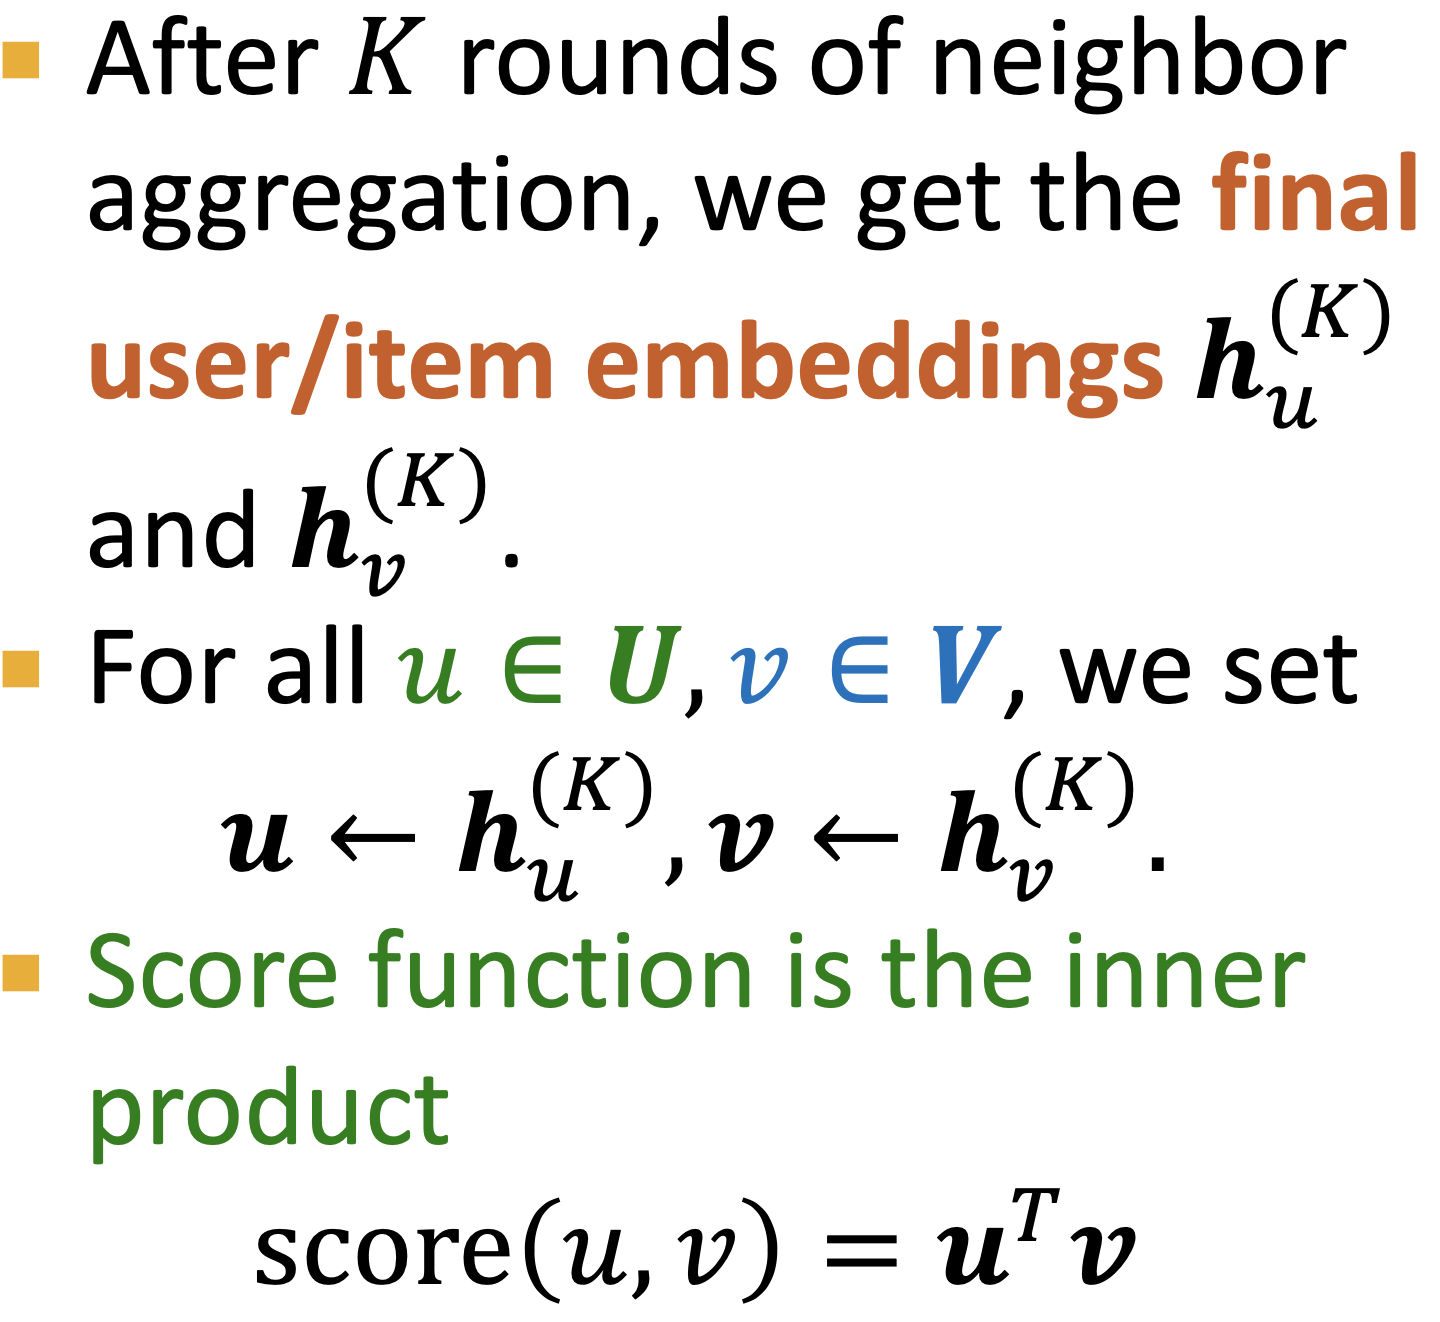 ▪ After 𝐾 rounds of neighbor
aggregation, we get the final
user/item embeddings 𝒉_𝑢^(𝐾)
and 𝒉_𝑣^(𝐾).
▪ For all 𝑢 ∈ 𝑼, 𝑣 ∈ 𝑽, we set
𝒖 ← 𝒉_𝑢^(𝐾), 𝒗 ← 𝒉_𝑣^(𝐾).
▪ Score function is the inner
product
score(𝑢, 𝑣) = 𝒖^𝑇 𝒗